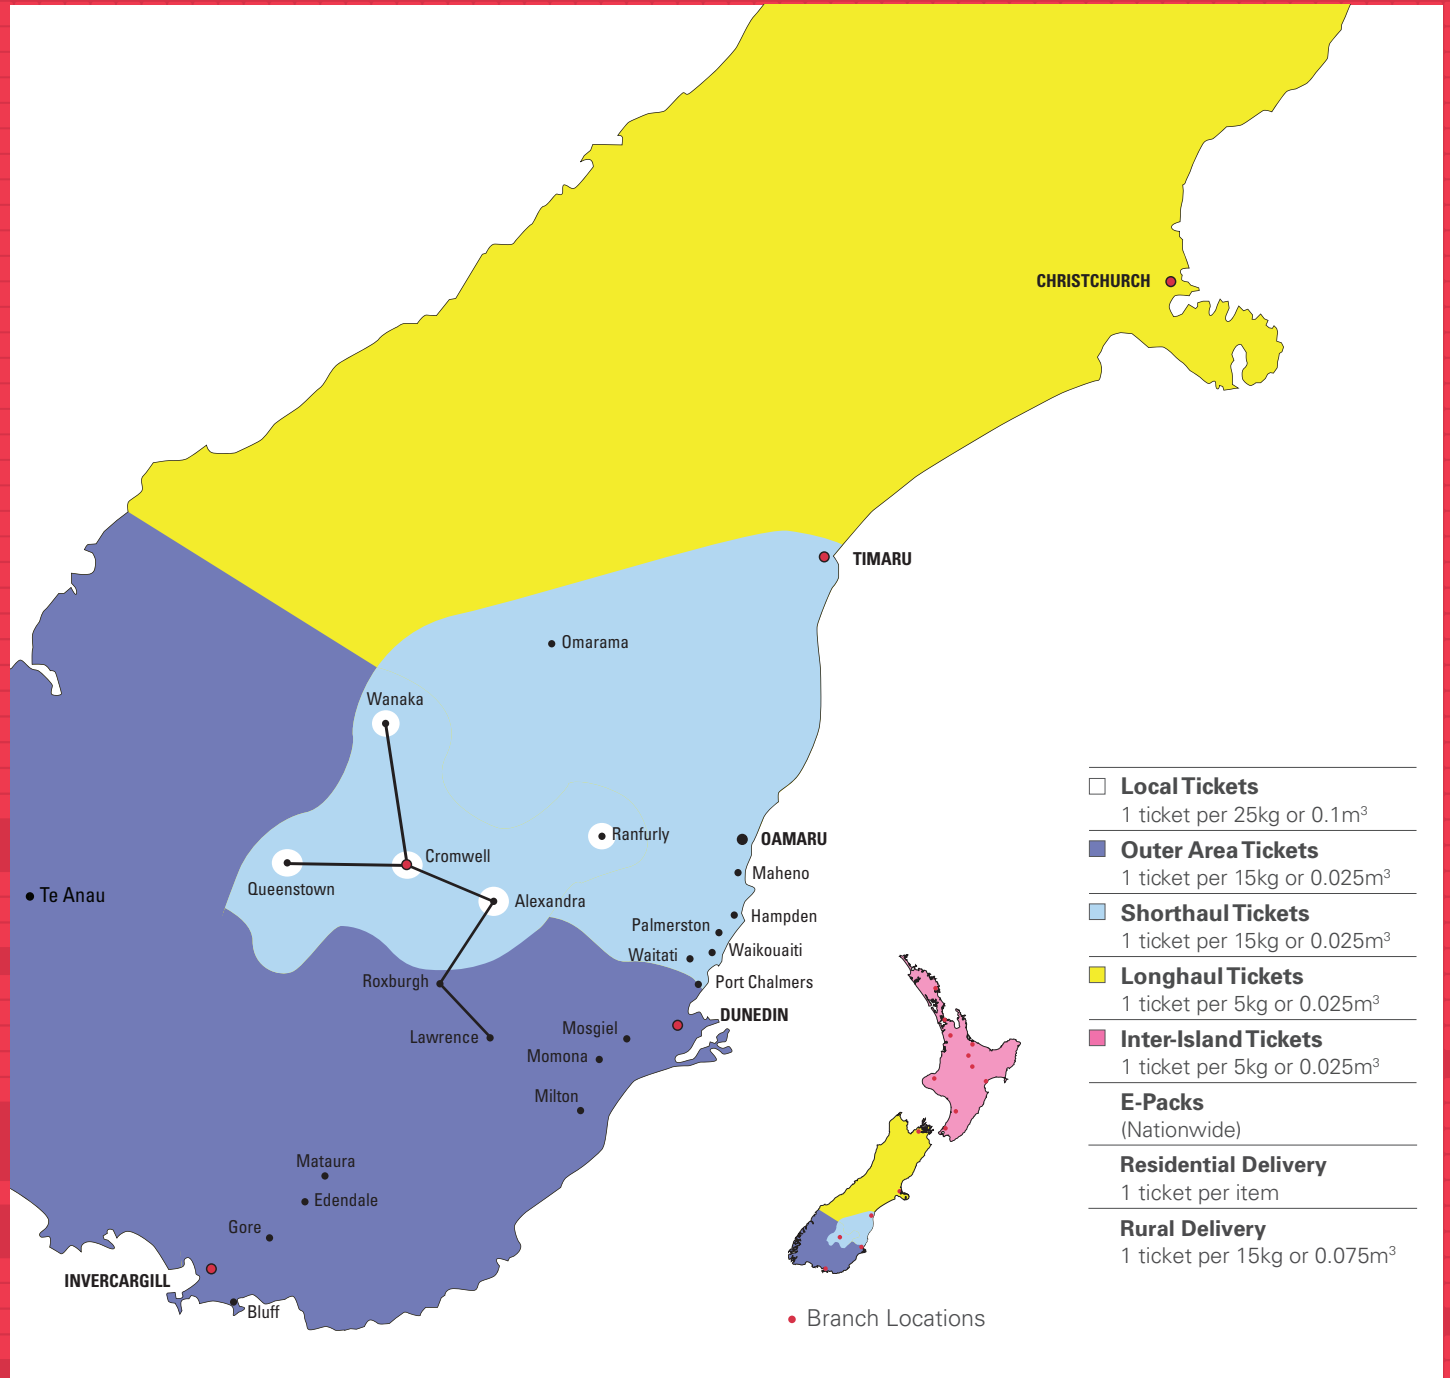 CHRISTCHURCH
TIMARU
Omarama
Wanaka
Ranfurly
OAMARU
Cromwell
Maheno
Queenstown
Te Anau
Alexandra
Hampden
Palmerston
Waikouaiti
Waitati
Roxburgh
Port Chalmers
DUNEDIN
Mosgiel
Lawrence
Momona
Milton
Mataura
Edendale
Gore
INVERCARGILL
Bluff
Local Tickets
1 ticket per 25kg or 0.1m³
Outer Area Tickets
1 ticket per 15kg or 0.025m³
Shorthaul Tickets
1 ticket per 15kg or 0.025m³
Longhaul Tickets
1 ticket per 5kg or 0.025m³
Inter-Island Tickets
1 ticket per 5kg or 0.025m³
E-Packs
(Nationwide)
Residential Delivery
1 ticket per item
Rural Delivery
1 ticket per 15kg or 0.075m³
Branch Locations